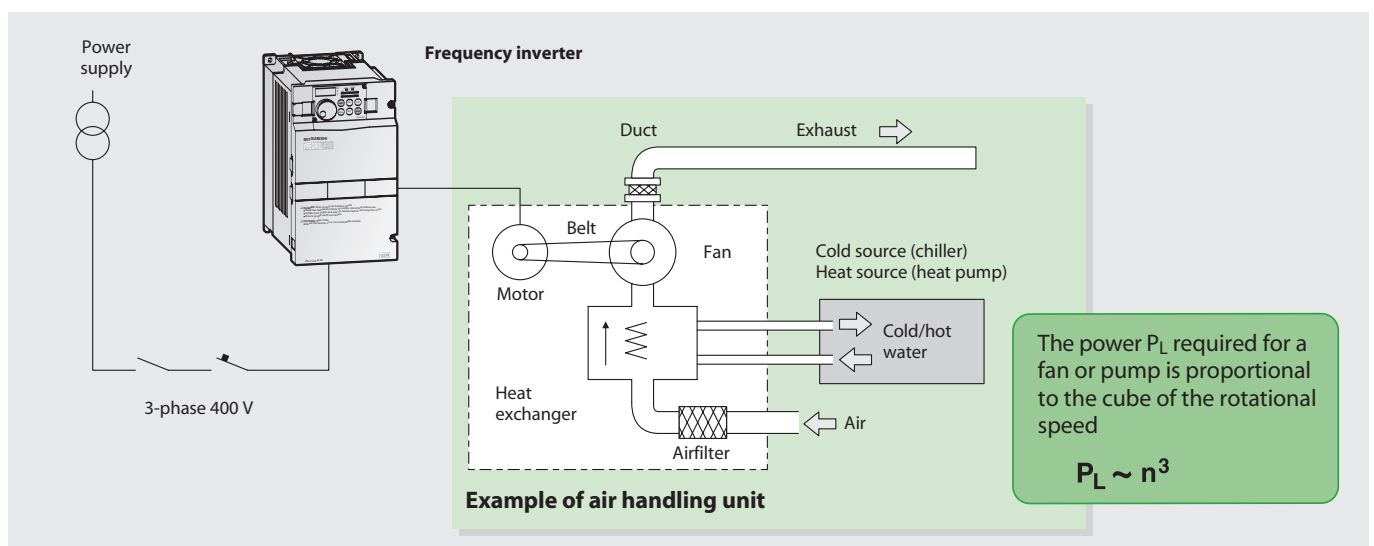 Power
supply
Frequency inverter
MITSUBISHI
Duct
Exhaust
Belt
Fan
Motor
Cold source (chiller)
Heat source (heat pump)
Cold/hot
water
Heat
exchanger
Air
Airfilter
3-phase 400 V
Example of air handling unit
The power PL required for a
fan or pump is proportional
to the cube of the rotational
speed
PL ~ n³